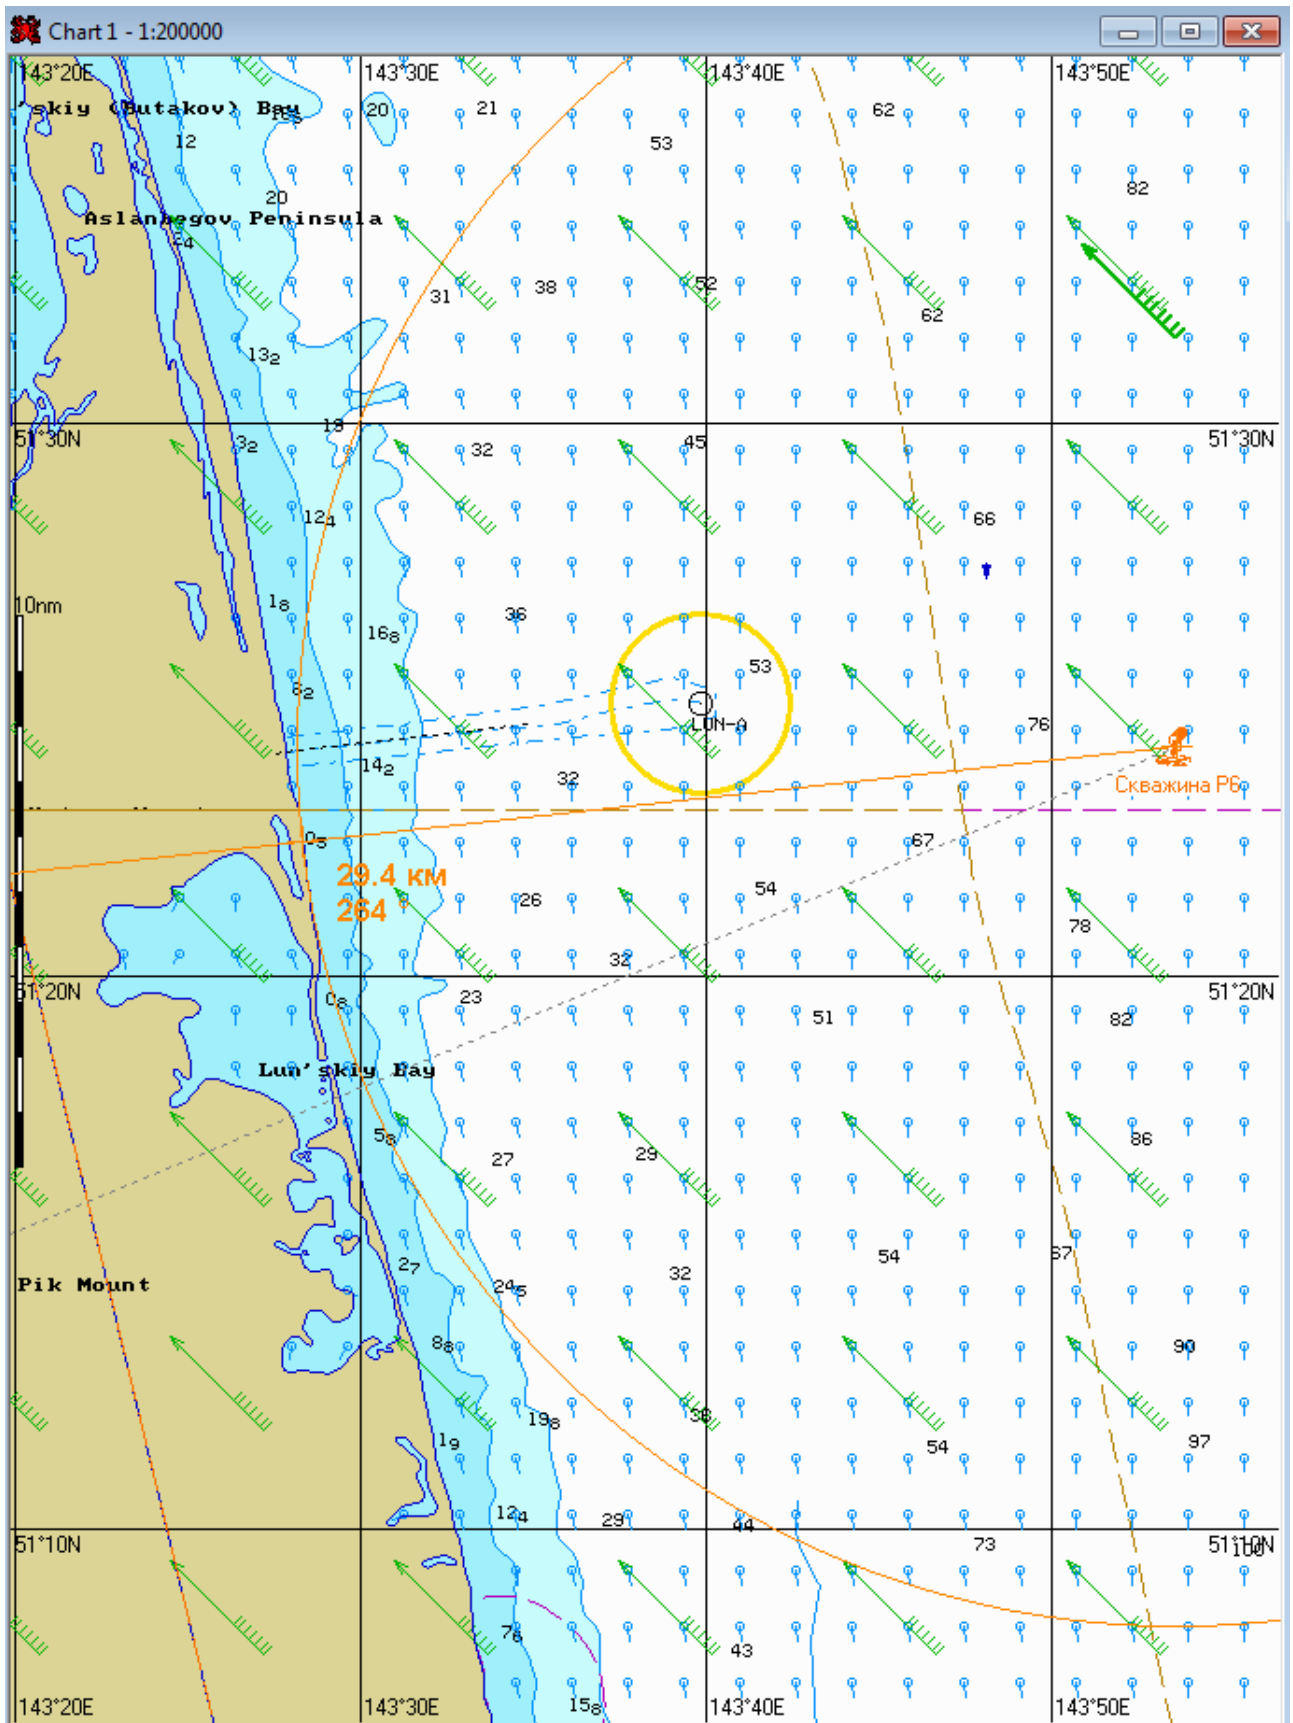 Chart 1 - 1:200000
143°20E 143°30E 143°40E 143°50E
'skiy (Butakov) Bay 20 21 62
12 53
82
20
Aslanbegov Peninsula
24
31 38 52
62
13₂
19
51°30N 3₂ 32 45 51°30N
12₄ 66
1₈
10nm 36
16₈
53
8₂
LUN-A 76
14₂ 32 Скважина Р6
0₅ 67
29.4 км
264 °
26 54 78
32
51°20N 0₈ 23 51°20N
51 82
Lun'skiy Bay
5₈ 27 29 86
2₇ 54 67
Pik Mount 24₅ 32
8₈ 90
19₈ 38
1₉ 54 97
12₄ 29 44
51°10N 73 51°10N
100
7₆ 43
143°20E 143°30E 15₈ 143°40E 143°50E